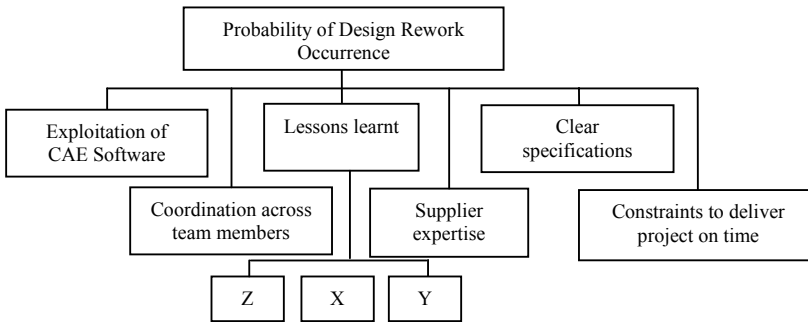 Probability of Design Rework
Occurrence
Exploitation of
CAE Software
Lessons learnt
Clear
specifications
Coordination across
team members
Supplier
expertise
Constraints to deliver
project on time
Z
X
Y